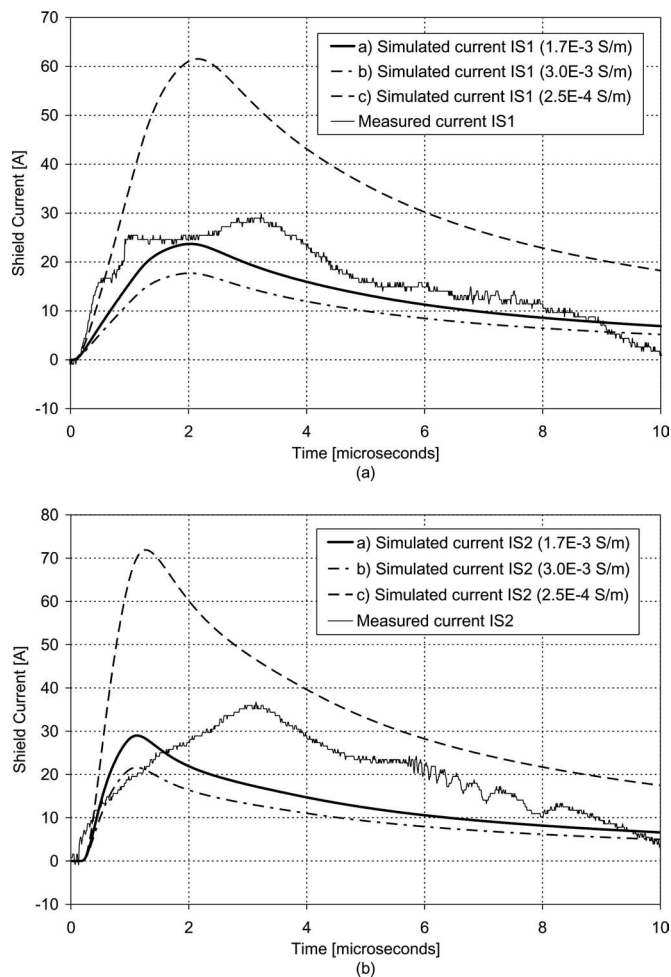 70
60
50
40
30
20
10
0
-10
Shield Current [A]
a) Simulated current IS1 (1.7E-3 S/m)
b) Simulated current IS1 (3.0E-3 S/m)
c) Simulated current IS1 (2.5E-4 S/m)
Measured current IS1
0 2 4 6 8 10
Time [microseconds]
(a)
80
70
60
50
40
30
20
10
0
-10
Shield Current [A]
a) Simulated current IS2 (1.7E-3 S/m)
b) Simulated current IS2 (3.0E-3 S/m)
c) Simulated current IS2 (2.5E-4 S/m)
Measured current IS2
0 2 4 6 8 10
Time [microseconds]
(b)